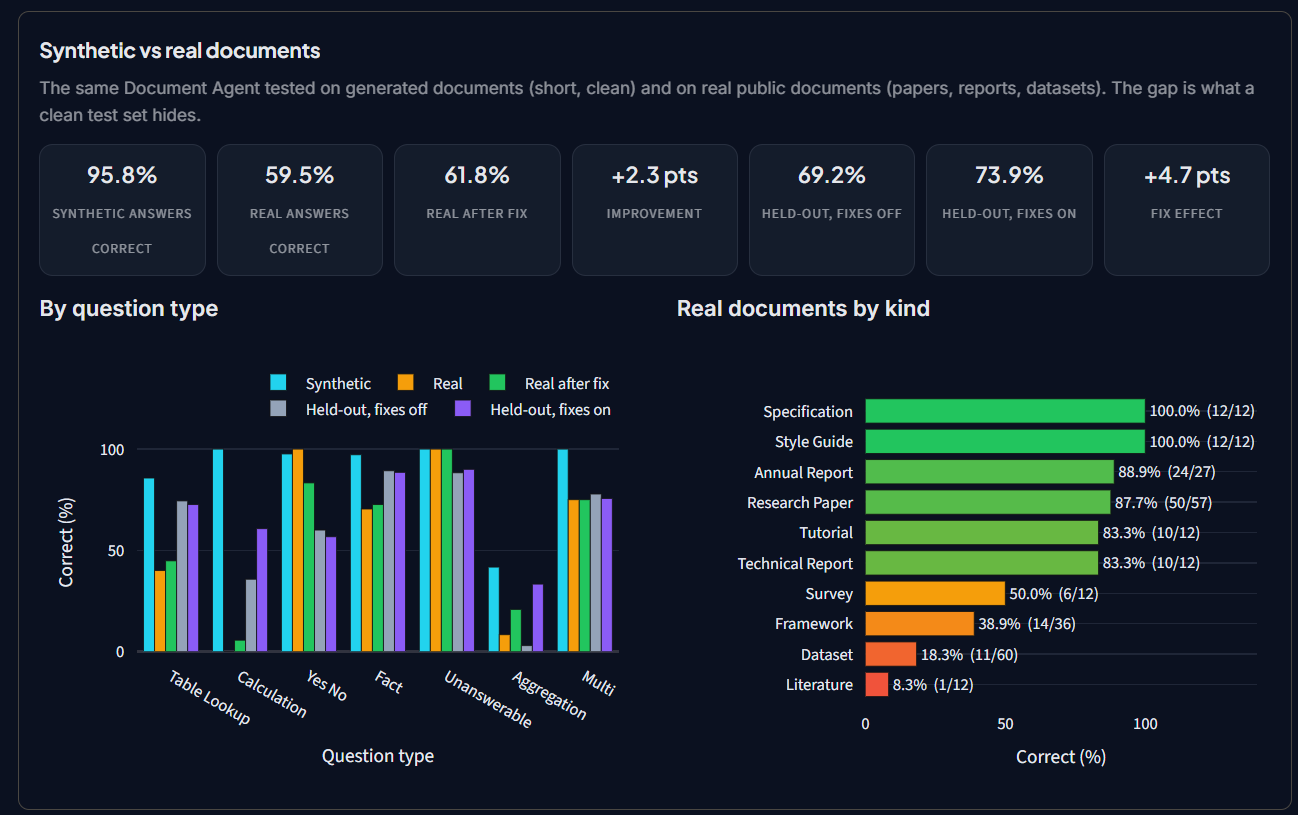 Synthetic vs real documents
The same Document Agent tested on generated documents (short, clean) and on real public documents (papers, reports, datasets). The gap is what a
clean test set hides.
95.8%
SYNTHETIC ANSWERS
CORRECT
59.5%
REAL ANSWERS
CORRECT
61.8%
REAL AFTER FIX
+2.3 pts
IMPROVEMENT
69.2%
HELD-OUT, FIXES OFF
73.9%
HELD-OUT, FIXES ON
+4.7 pts
FIX EFFECT
By question type
Synthetic
Real
Real after fix
Held-out, fixes off
Held-out, fixes on
100
50
0
Correct (%)
Table Lookup
Calculation
Yes No
Fact
Unanswerable
Aggregation
Multi
Question type
Real documents by kind
Specification 100.0% (12/12)
Style Guide 100.0% (12/12)
Annual Report 88.9% (24/27)
Research Paper 87.7% (50/57)
Tutorial 83.3% (10/12)
Technical Report 83.3% (10/12)
Survey 50.0% (6/12)
Framework 38.9% (14/36)
Dataset 18.3% (11/60)
Literature 8.3% (1/12)
0 50 100
Correct (%)